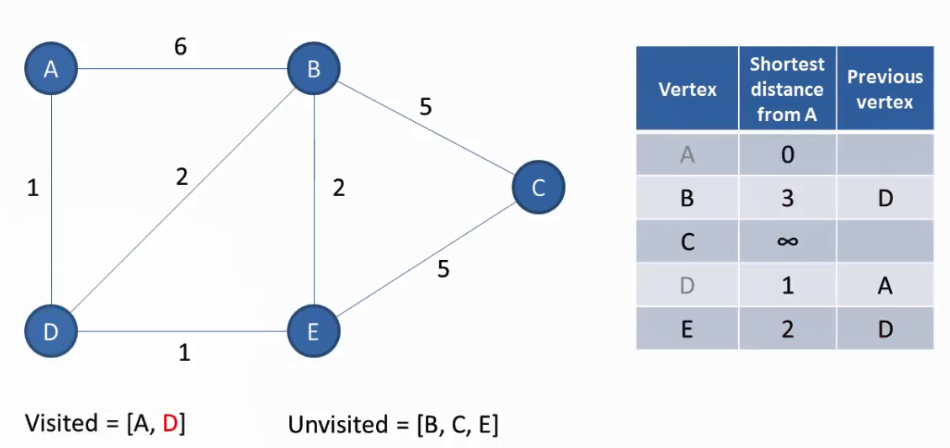 6
A
B
5
1
2
2
C
5
D
E
1
Visited = [A, D]
Unvisited = [B, C, E]
Vertex Shortest distance from A Previous vertex
A 0
B 3 D
C ∞
D 1 A
E 2 D